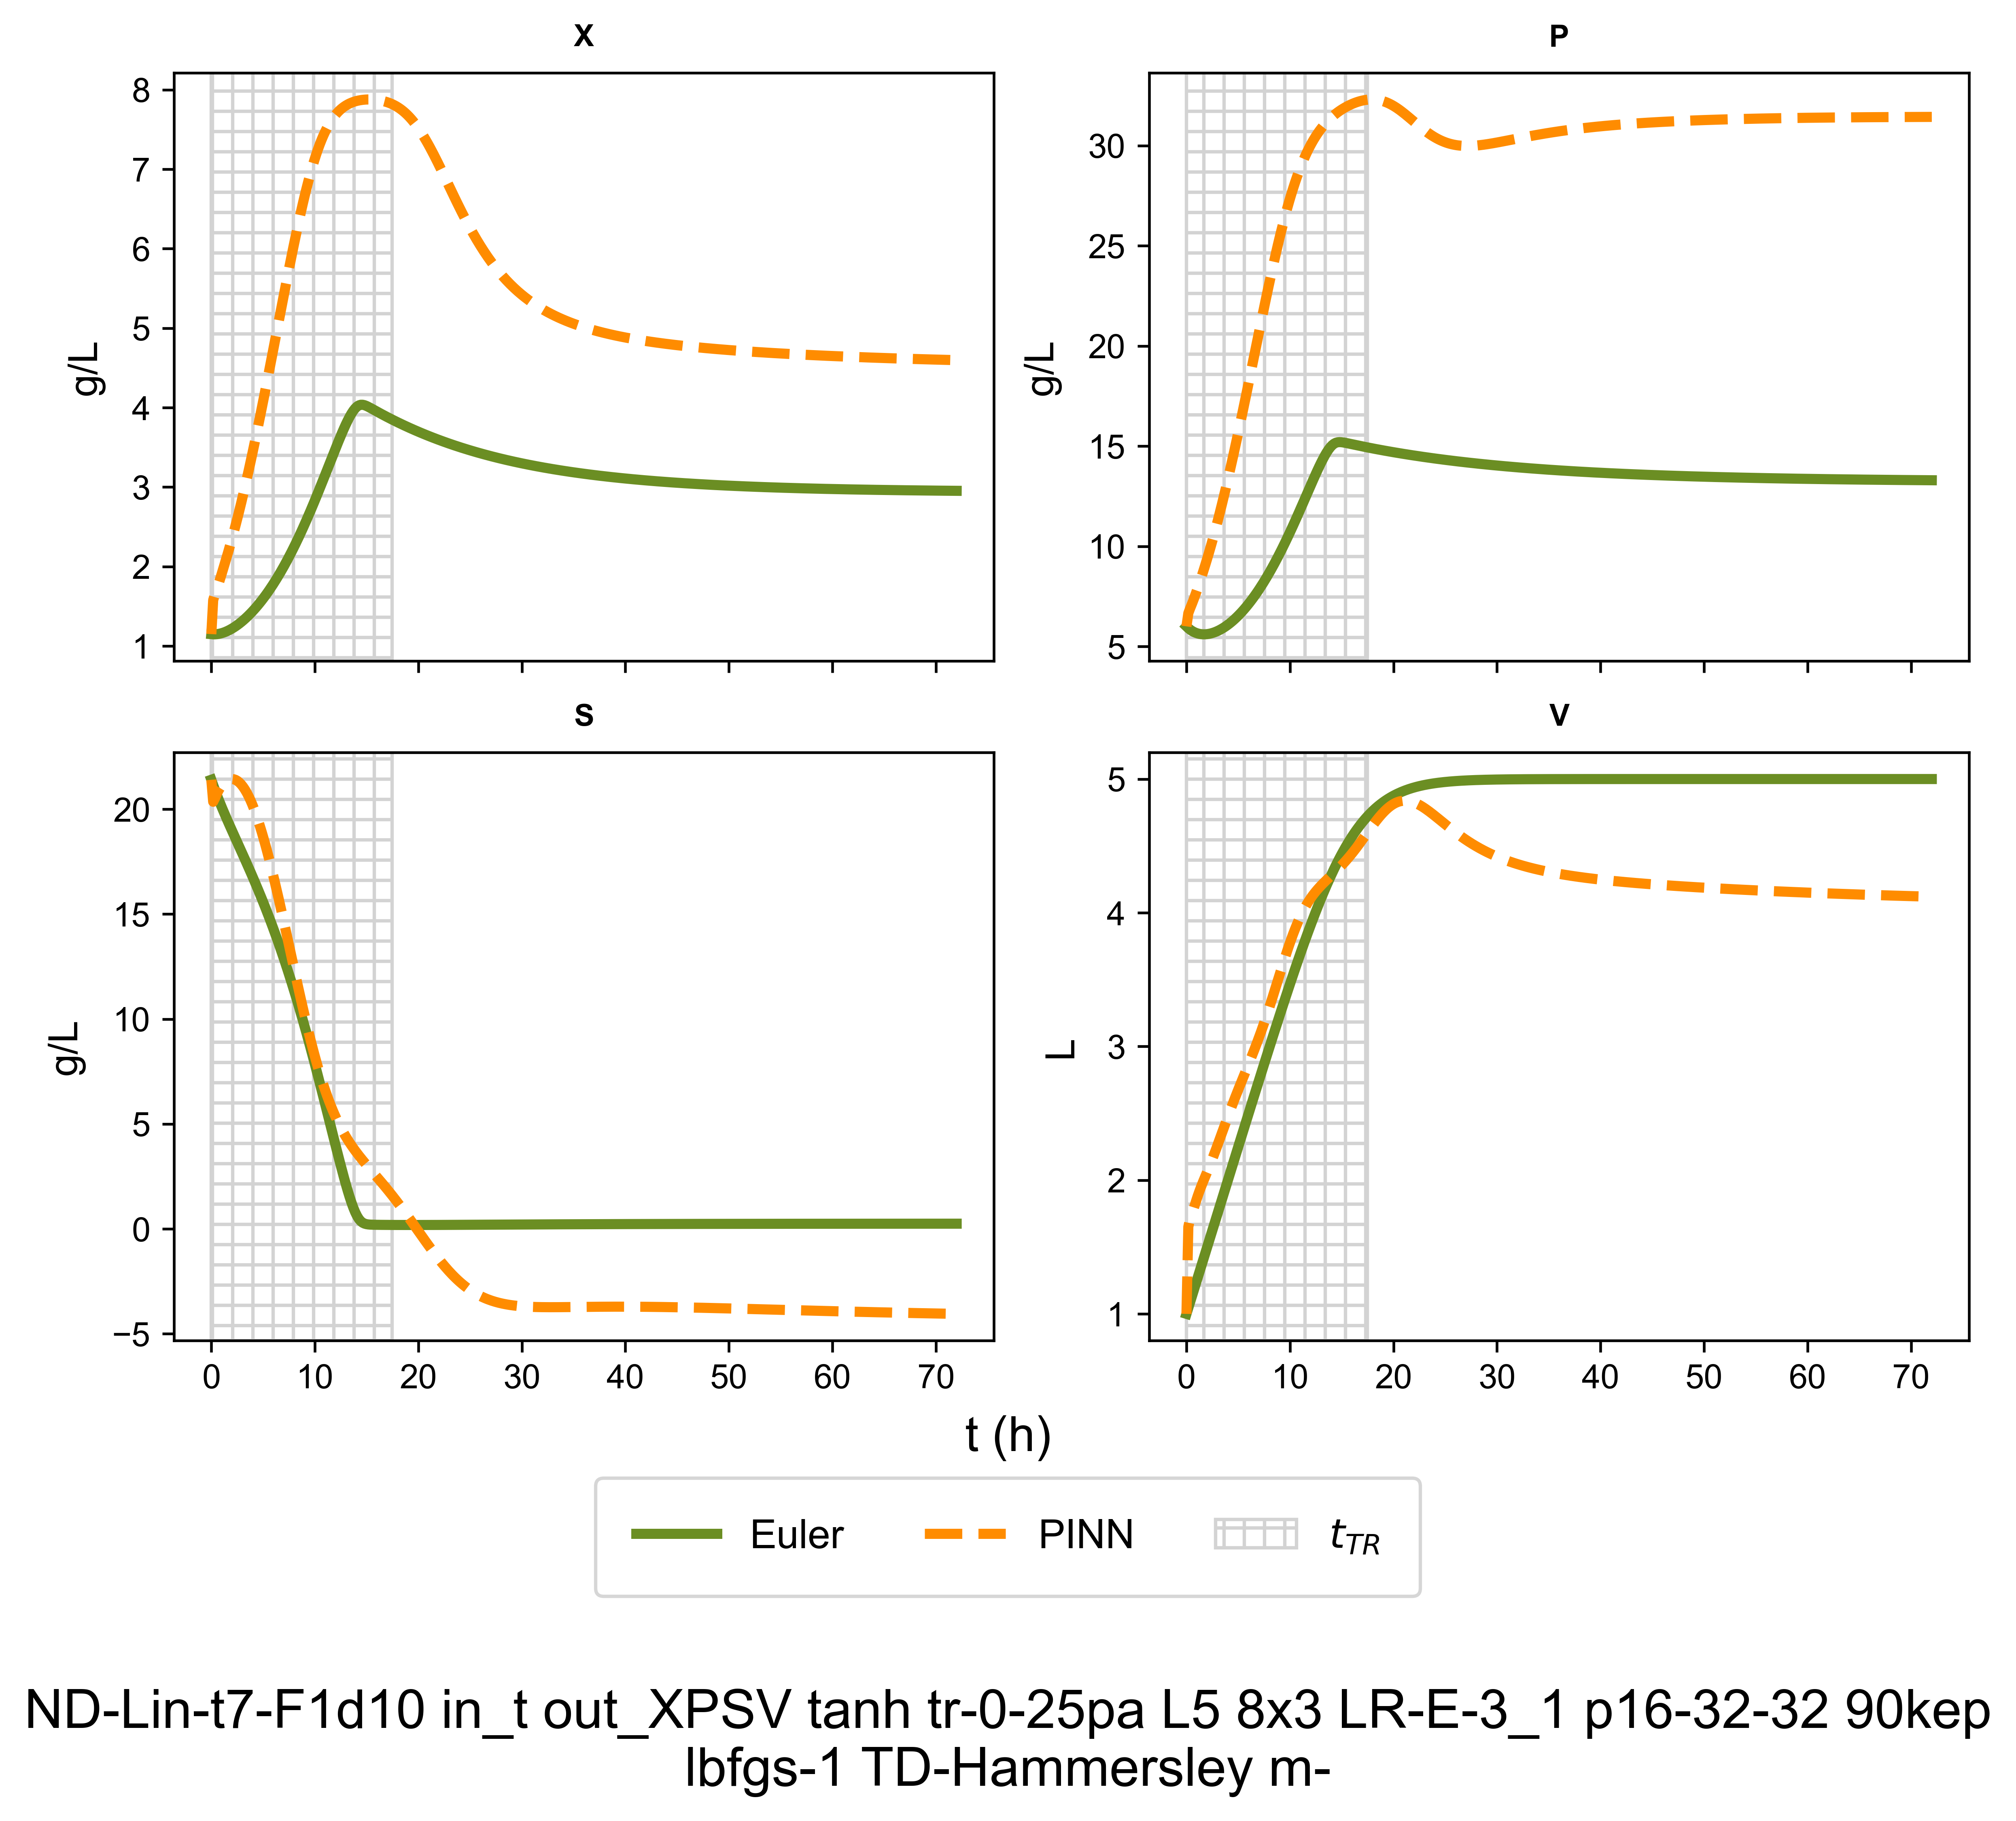 X
P
8
7
6
5
4
3
2
1
g/L
30
25
20
15
10
5
g/L
S
V
20
15
10
5
0
−5
g/L
5
4
3
2
1
L
0 10 20 30 40 50 60 70
0 10 20 30 40 50 60 70
t (h)
Euler PINN t_TR
ND-Lin-t7-F1d10 in_t out_XPSV tanh tr-0-25pa L5 8x3 LR-E-3_1 p16-32-32 90kep
lbfgs-1 TD-Hammersley m-